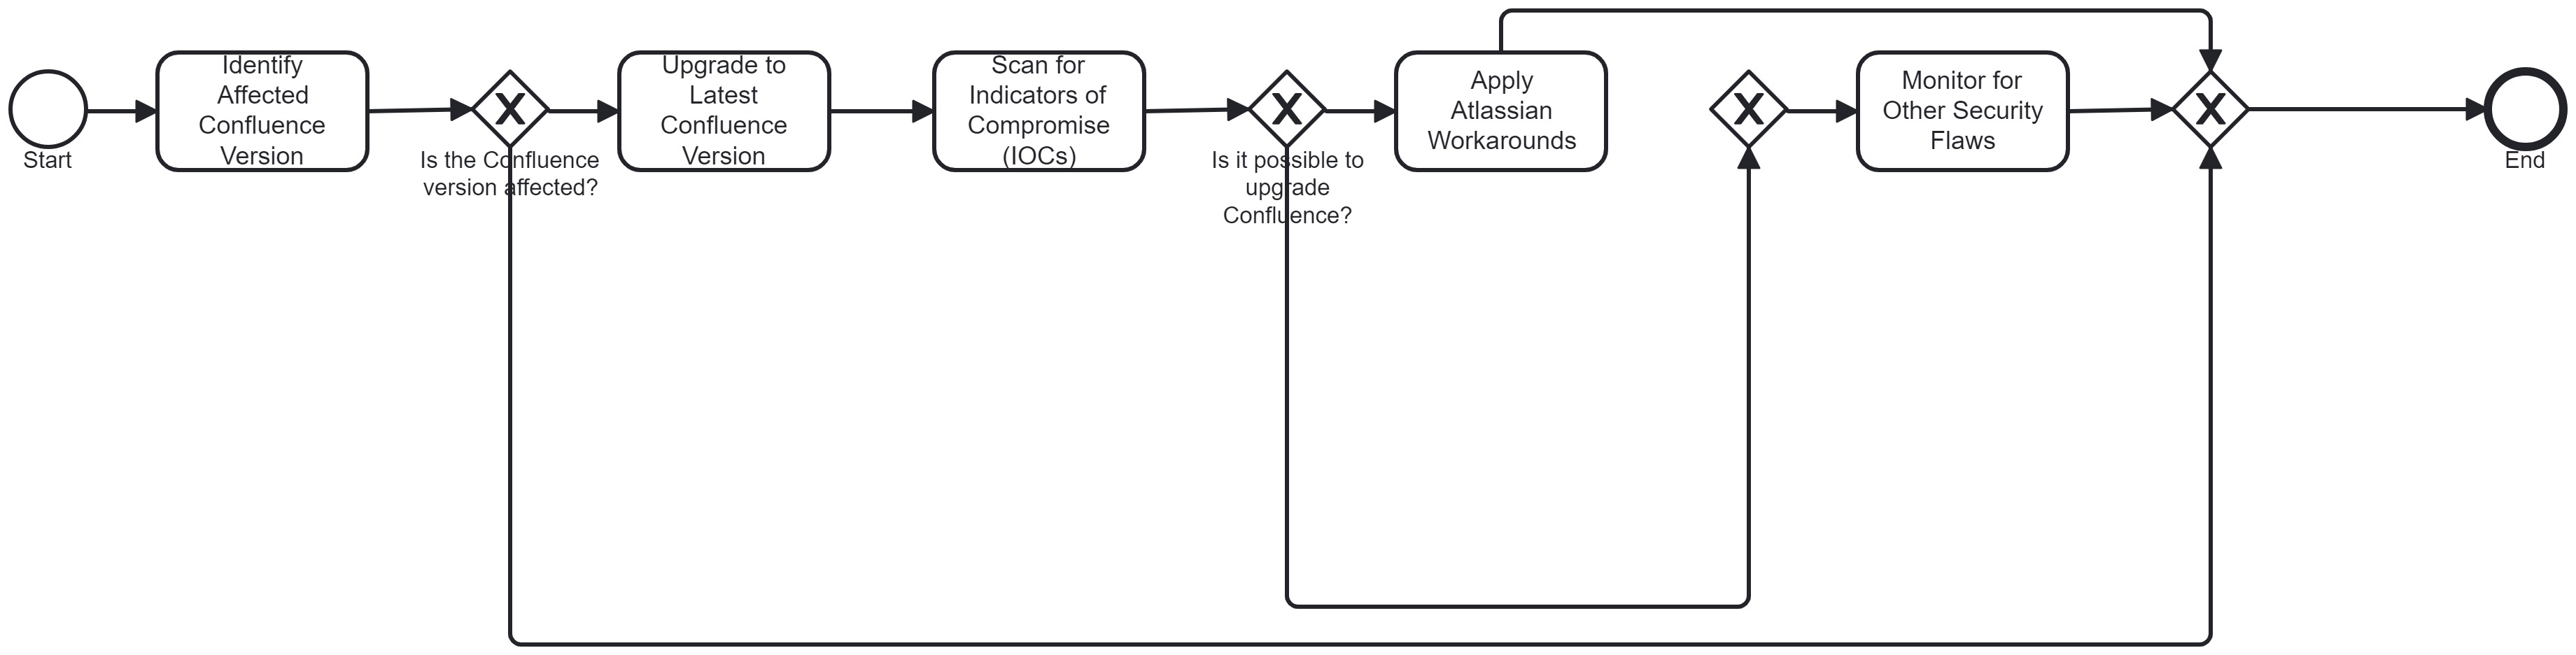 Start
Identify
Affected
Confluence
Version
X
Is the Confluence
version affected?
Upgrade to
Latest
Confluence
Version
Scan for
Indicators of
Compromise
(IOCs)
X
Is it possible to
upgrade
Confluence?
Apply
Atlassian
Workarounds
X
Monitor for
Other Security
Flaws
X
End